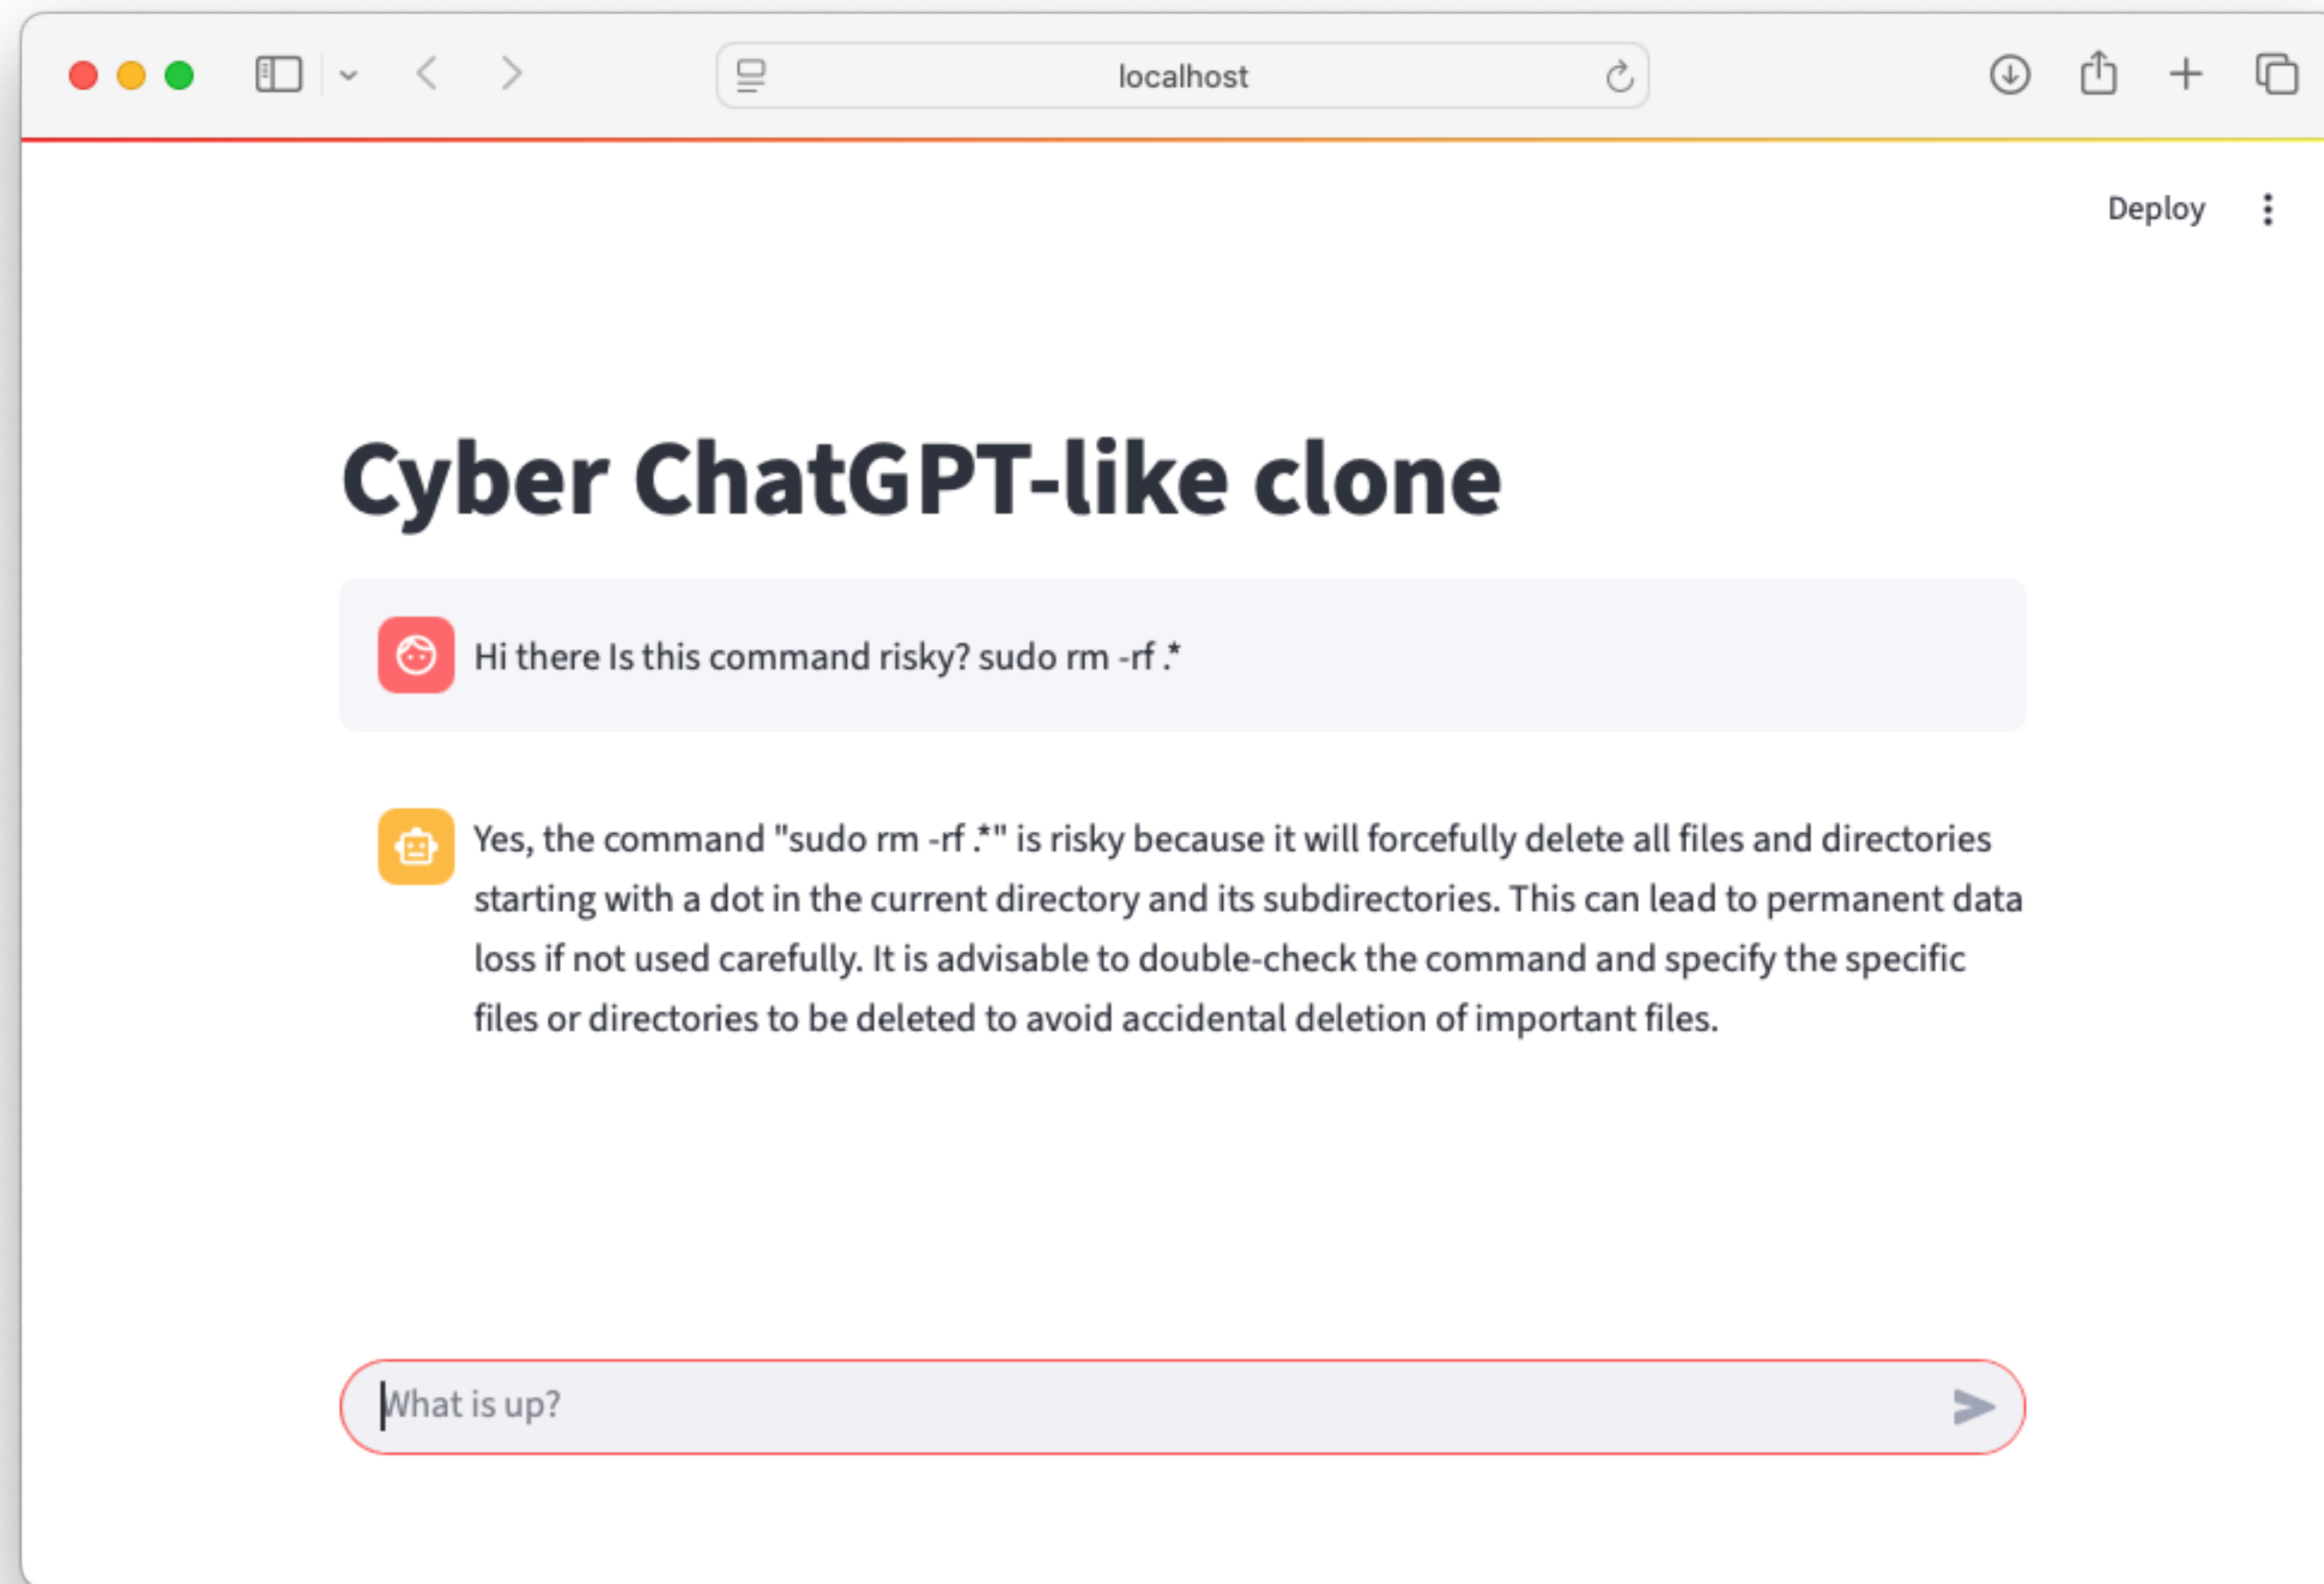 localhost
Deploy
Cyber ChatGPT-like clone
Hi there Is this command risky? sudo rm -rf .*
Yes, the command "sudo rm -rf .*" is risky because it will forcefully delete all files and directories
starting with a dot in the current directory and its subdirectories. This can lead to permanent data
loss if not used carefully. It is advisable to double-check the command and specify the specific
files or directories to be deleted to avoid accidental deletion of important files.
What is up?